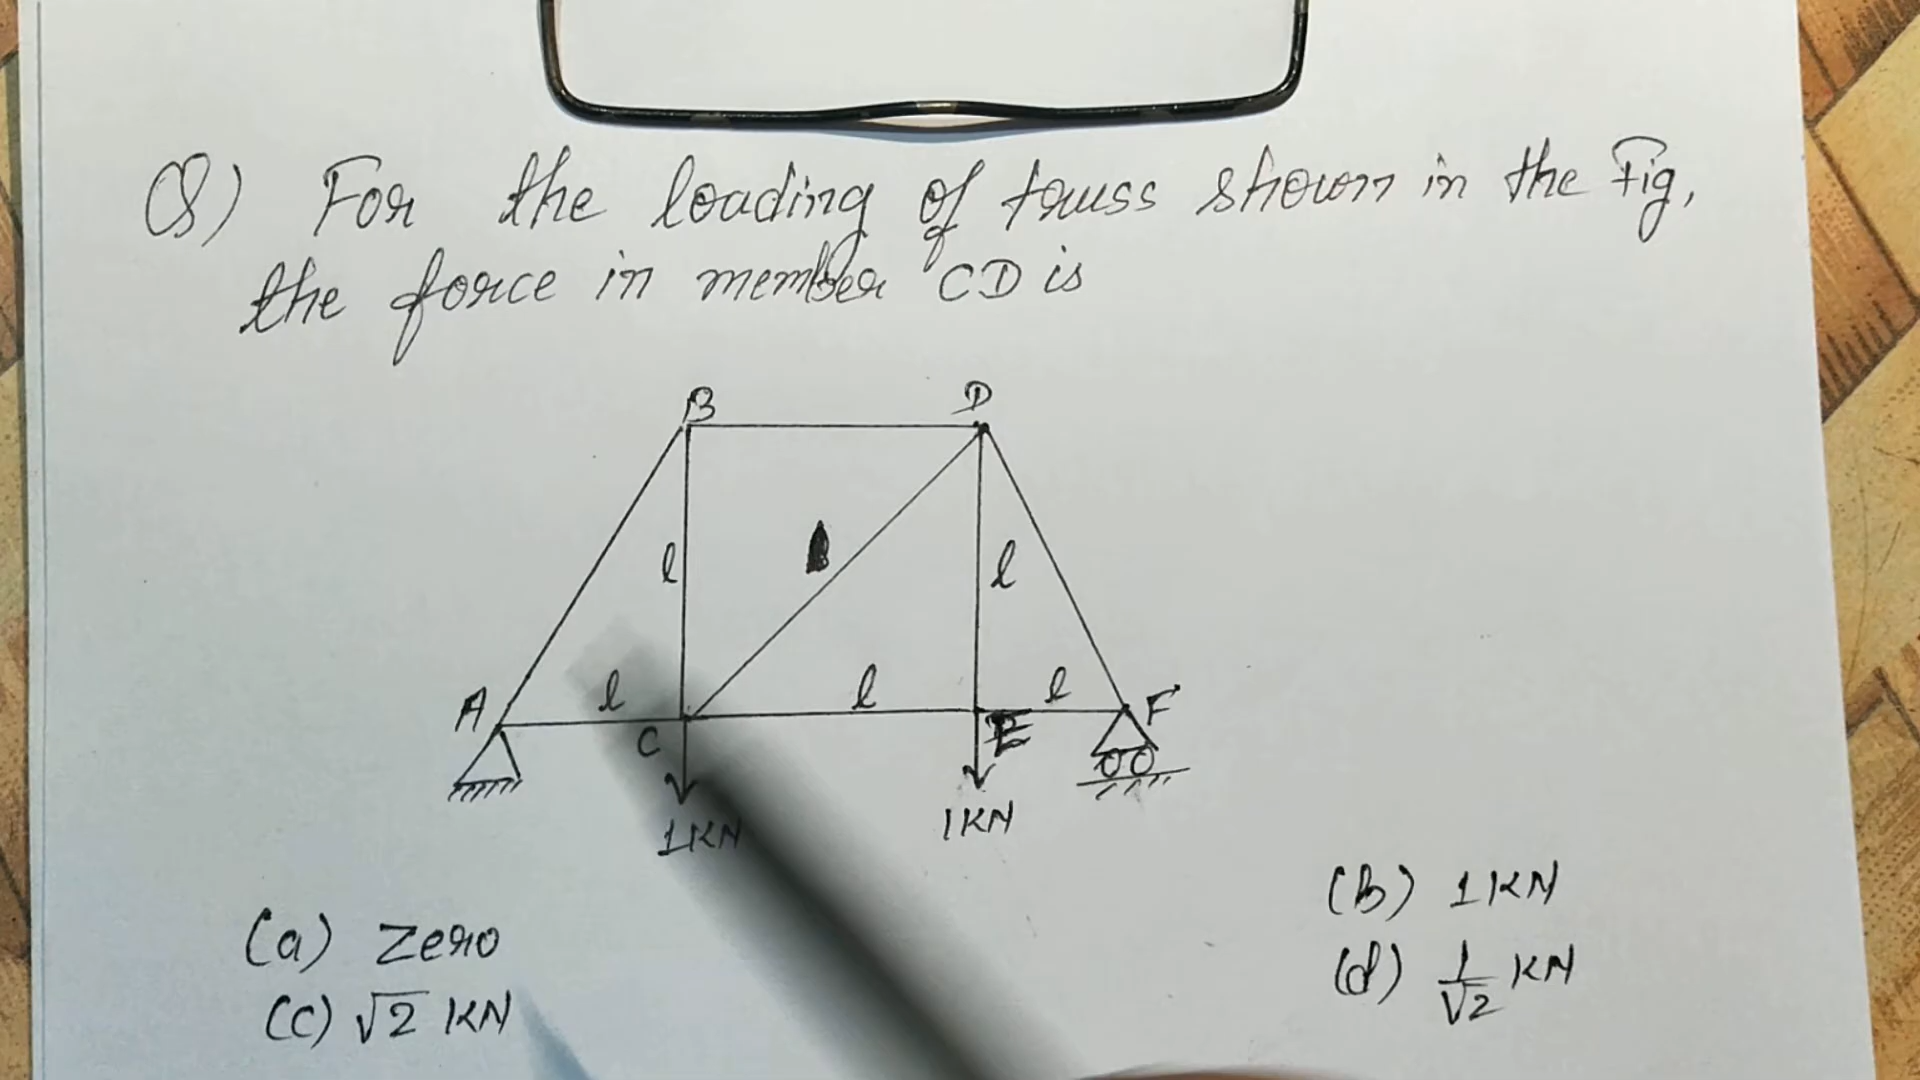 Q) For the loading of truss shown in the Fig,
the force in member CD is
B D
l l
A l l l F
C E
1KN 1KN
(a) Zero (b) 1KN
(c) √2 KN (d) 1/√2 KN